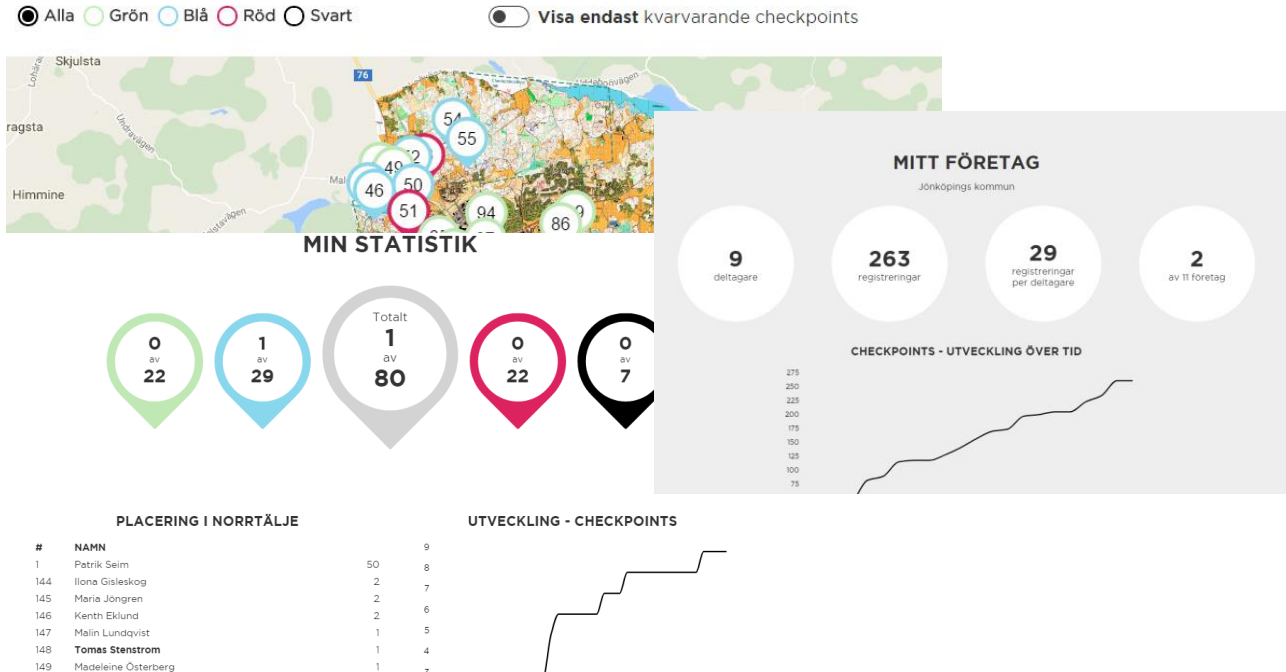 Alla Grön Blå Röd Svart
Visa endast kvarvarande checkpoints
Skjulsta
Undravägen
ragsta
Himmine
76
54
55
49
46
50
51
94
86
9
MIN STATISTIK
0
av
22
1
av
29
Totalt
1
av
80
0
av
22
0
av
7
MITT FÖRETAG
Jönköpings kommun
9
deltagare
263
registreringar
29
registreringar
per deltagare
2
av 11 företag
CHECKPOINTS - UTVECKLING ÖVER TID
275
250
225
200
175
150
125
100
75
PLACERING I NORRTÄLJE
# NAMN
1 Patrik Seim 50
144 Ilona Gisleskog 2
145 Maria Jöngren 2
146 Kenth Eklund 2
147 Malin Lundqvist 1
148 Tomas Stenstrom 1
149 Madeleine Österberg 1
UTVECKLING - CHECKPOINTS
9
8
7
6
5
4